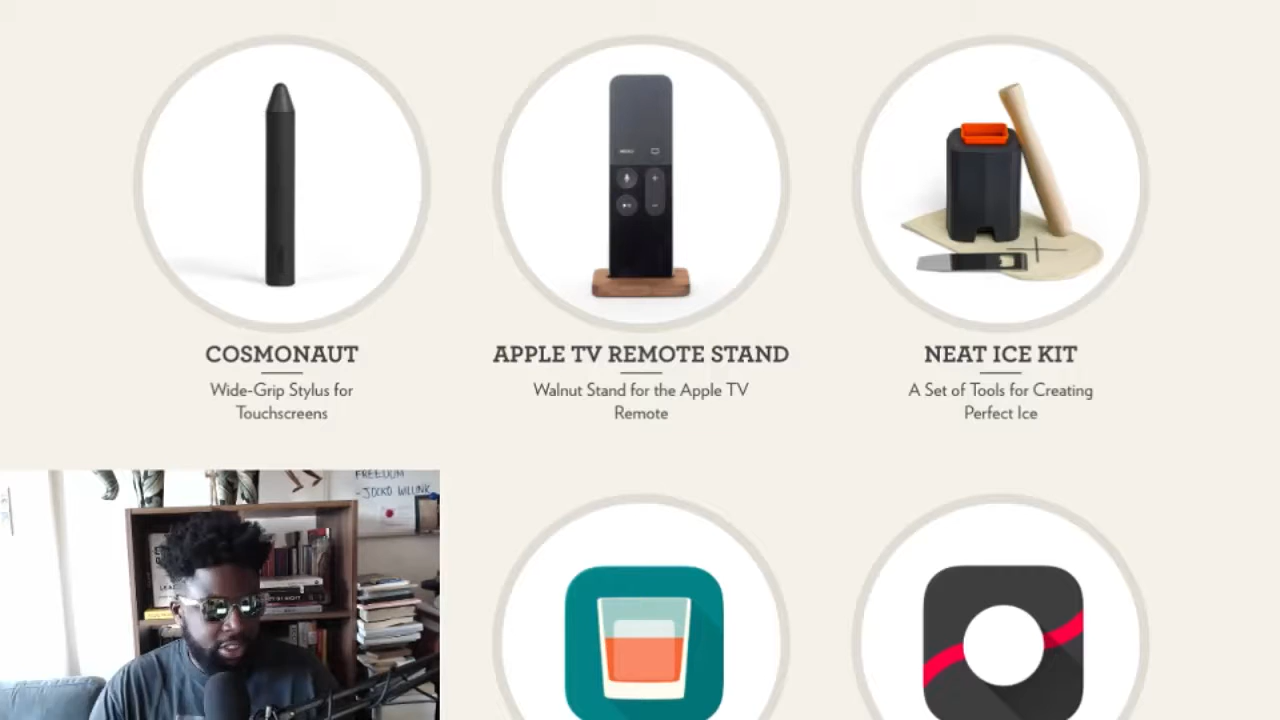 MENU
COSMONAUT
Wide-Grip Stylus for
Touchscreens
APPLE TV REMOTE STAND
Walnut Stand for the Apple TV
Remote
NEAT ICE KIT
A Set of Tools for Creating
Perfect Ice
FREEDOM
-JOCKO WILLINK